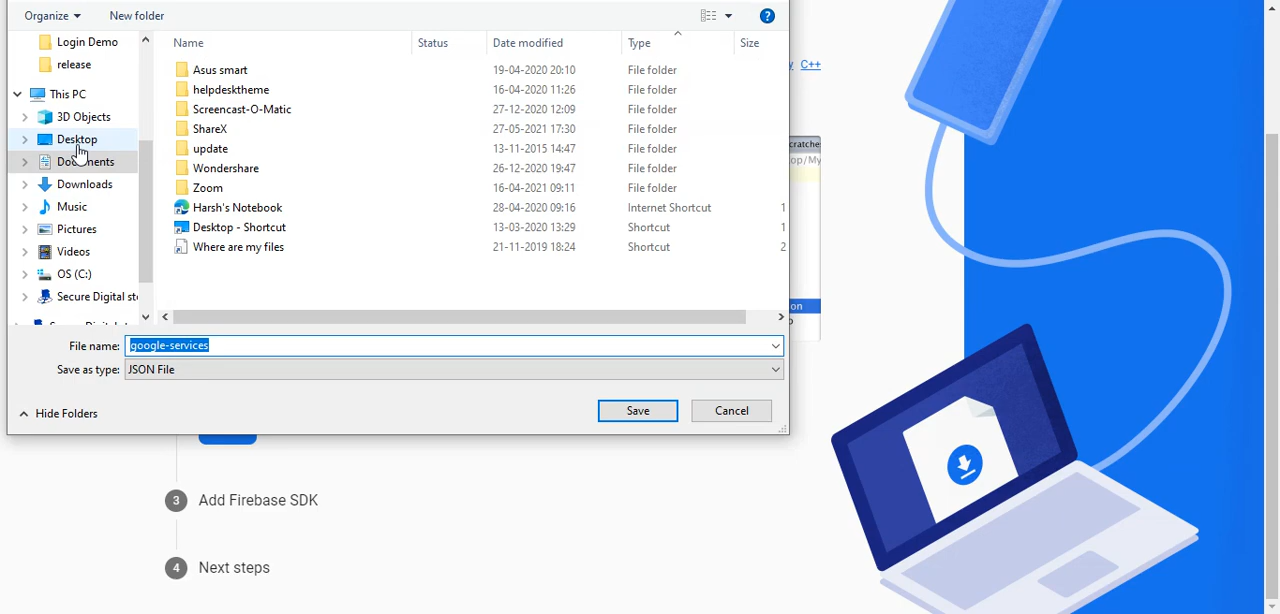 Organize New folder
Login Demo
release
This PC
3D Objects
Desktop
Documents
Downloads
Music
Pictures
Videos
OS (C:)
Name Status Date modified Type Size
Asus smart 19-04-2020 20:10 File folder
helpdesktheme 16-04-2020 11:26 File folder
Screencast-O-Matic 27-12-2020 12:09 File folder
ShareX 27-05-2021 17:30 File folder
update 13-11-2015 14:47 File folder
Wondershare 26-12-2020 19:47 File folder
Zoom 16-04-2021 09:11 File folder
Harsh's Notebook 28-04-2020 09:16 Internet Shortcut 1
Desktop - Shortcut 13-03-2020 13:29 Shortcut 1
Where are my files 21-11-2019 18:24 Shortcut 2
Secure Digital st
File name: google-services
Save as type: JSON File
Hide Folders Save Cancel
C++
3 Add Firebase SDK
4 Next steps